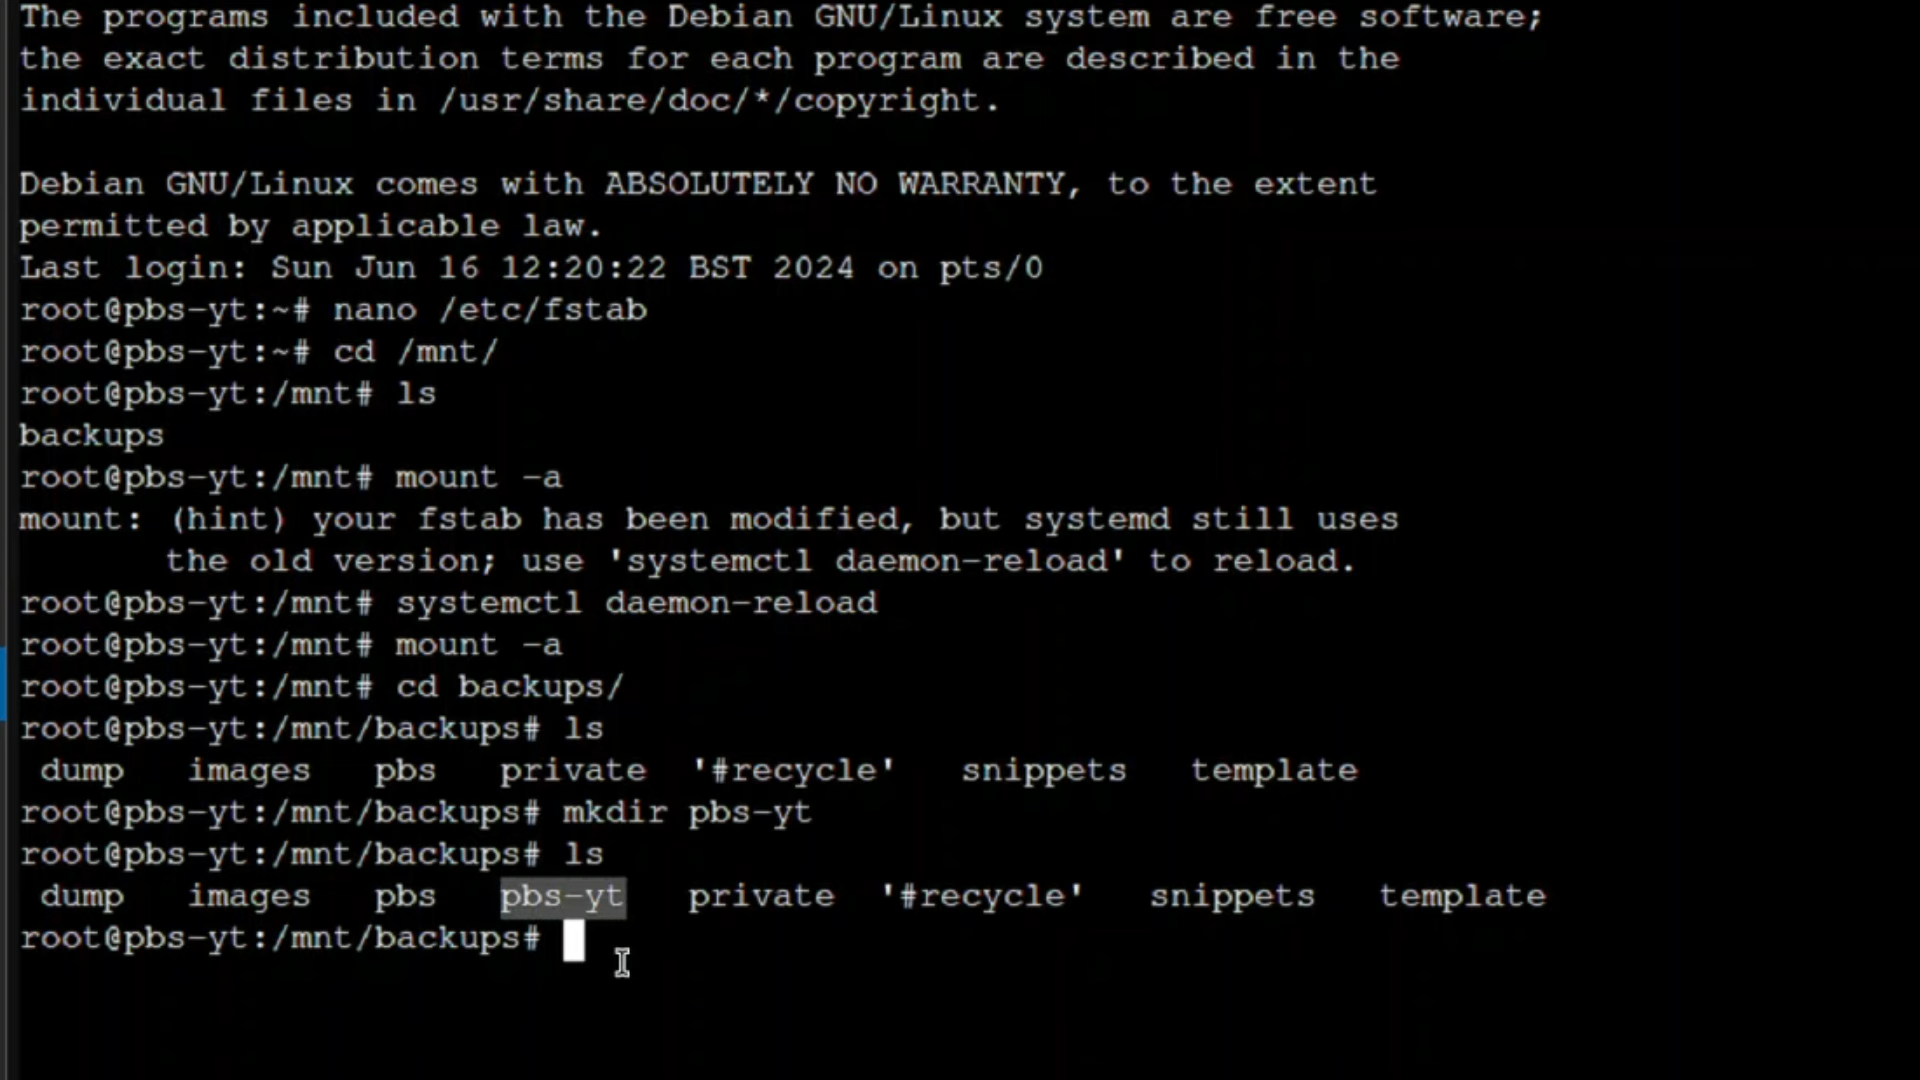 The programs included with the Debian GNU/Linux system are free software;
the exact distribution terms for each program are described in the
individual files in /usr/share/doc/*/copyright.
Debian GNU/Linux comes with ABSOLUTELY NO WARRANTY, to the extent
permitted by applicable law.
Last login: Sun Jun 16 12:20:22 BST 2024 on pts/0
root@pbs-yt:~# nano /etc/fstab
root@pbs-yt:~# cd /mnt/
root@pbs-yt:/mnt# ls
backups
root@pbs-yt:/mnt# mount -a
mount: (hint) your fstab has been modified, but systemd still uses
       the old version; use 'systemctl daemon-reload' to reload.
root@pbs-yt:/mnt# systemctl daemon-reload
root@pbs-yt:/mnt# mount -a
root@pbs-yt:/mnt# cd backups/
root@pbs-yt:/mnt/backups# ls
 dump   images   pbs   private  '#recycle'   snippets   template
root@pbs-yt:/mnt/backups# mkdir pbs-yt
root@pbs-yt:/mnt/backups# ls
 dump   images   pbs   pbs-yt   private  '#recycle'   snippets   template
root@pbs-yt:/mnt/backups#